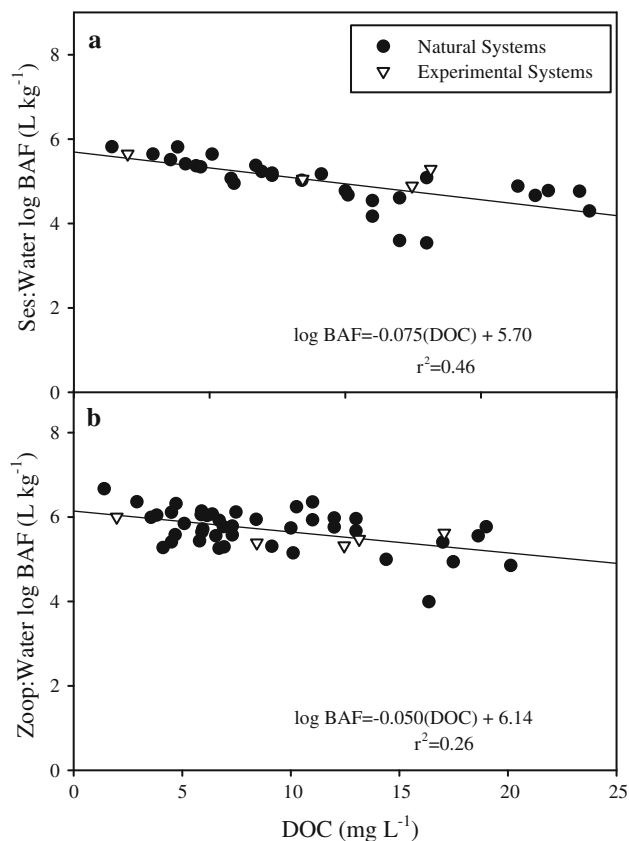 a
Natural Systems
Experimental Systems
8
6
4
2
0
Ses:Water log BAF (L kg⁻¹)
log BAF=-0.075(DOC) + 5.70
r²=0.46
b
8
6
4
2
0
Zoop:Water log BAF (L kg⁻¹)
log BAF=-0.050(DOC) + 6.14
r²=0.26
0 5 10 15 20 25
DOC (mg L⁻¹)